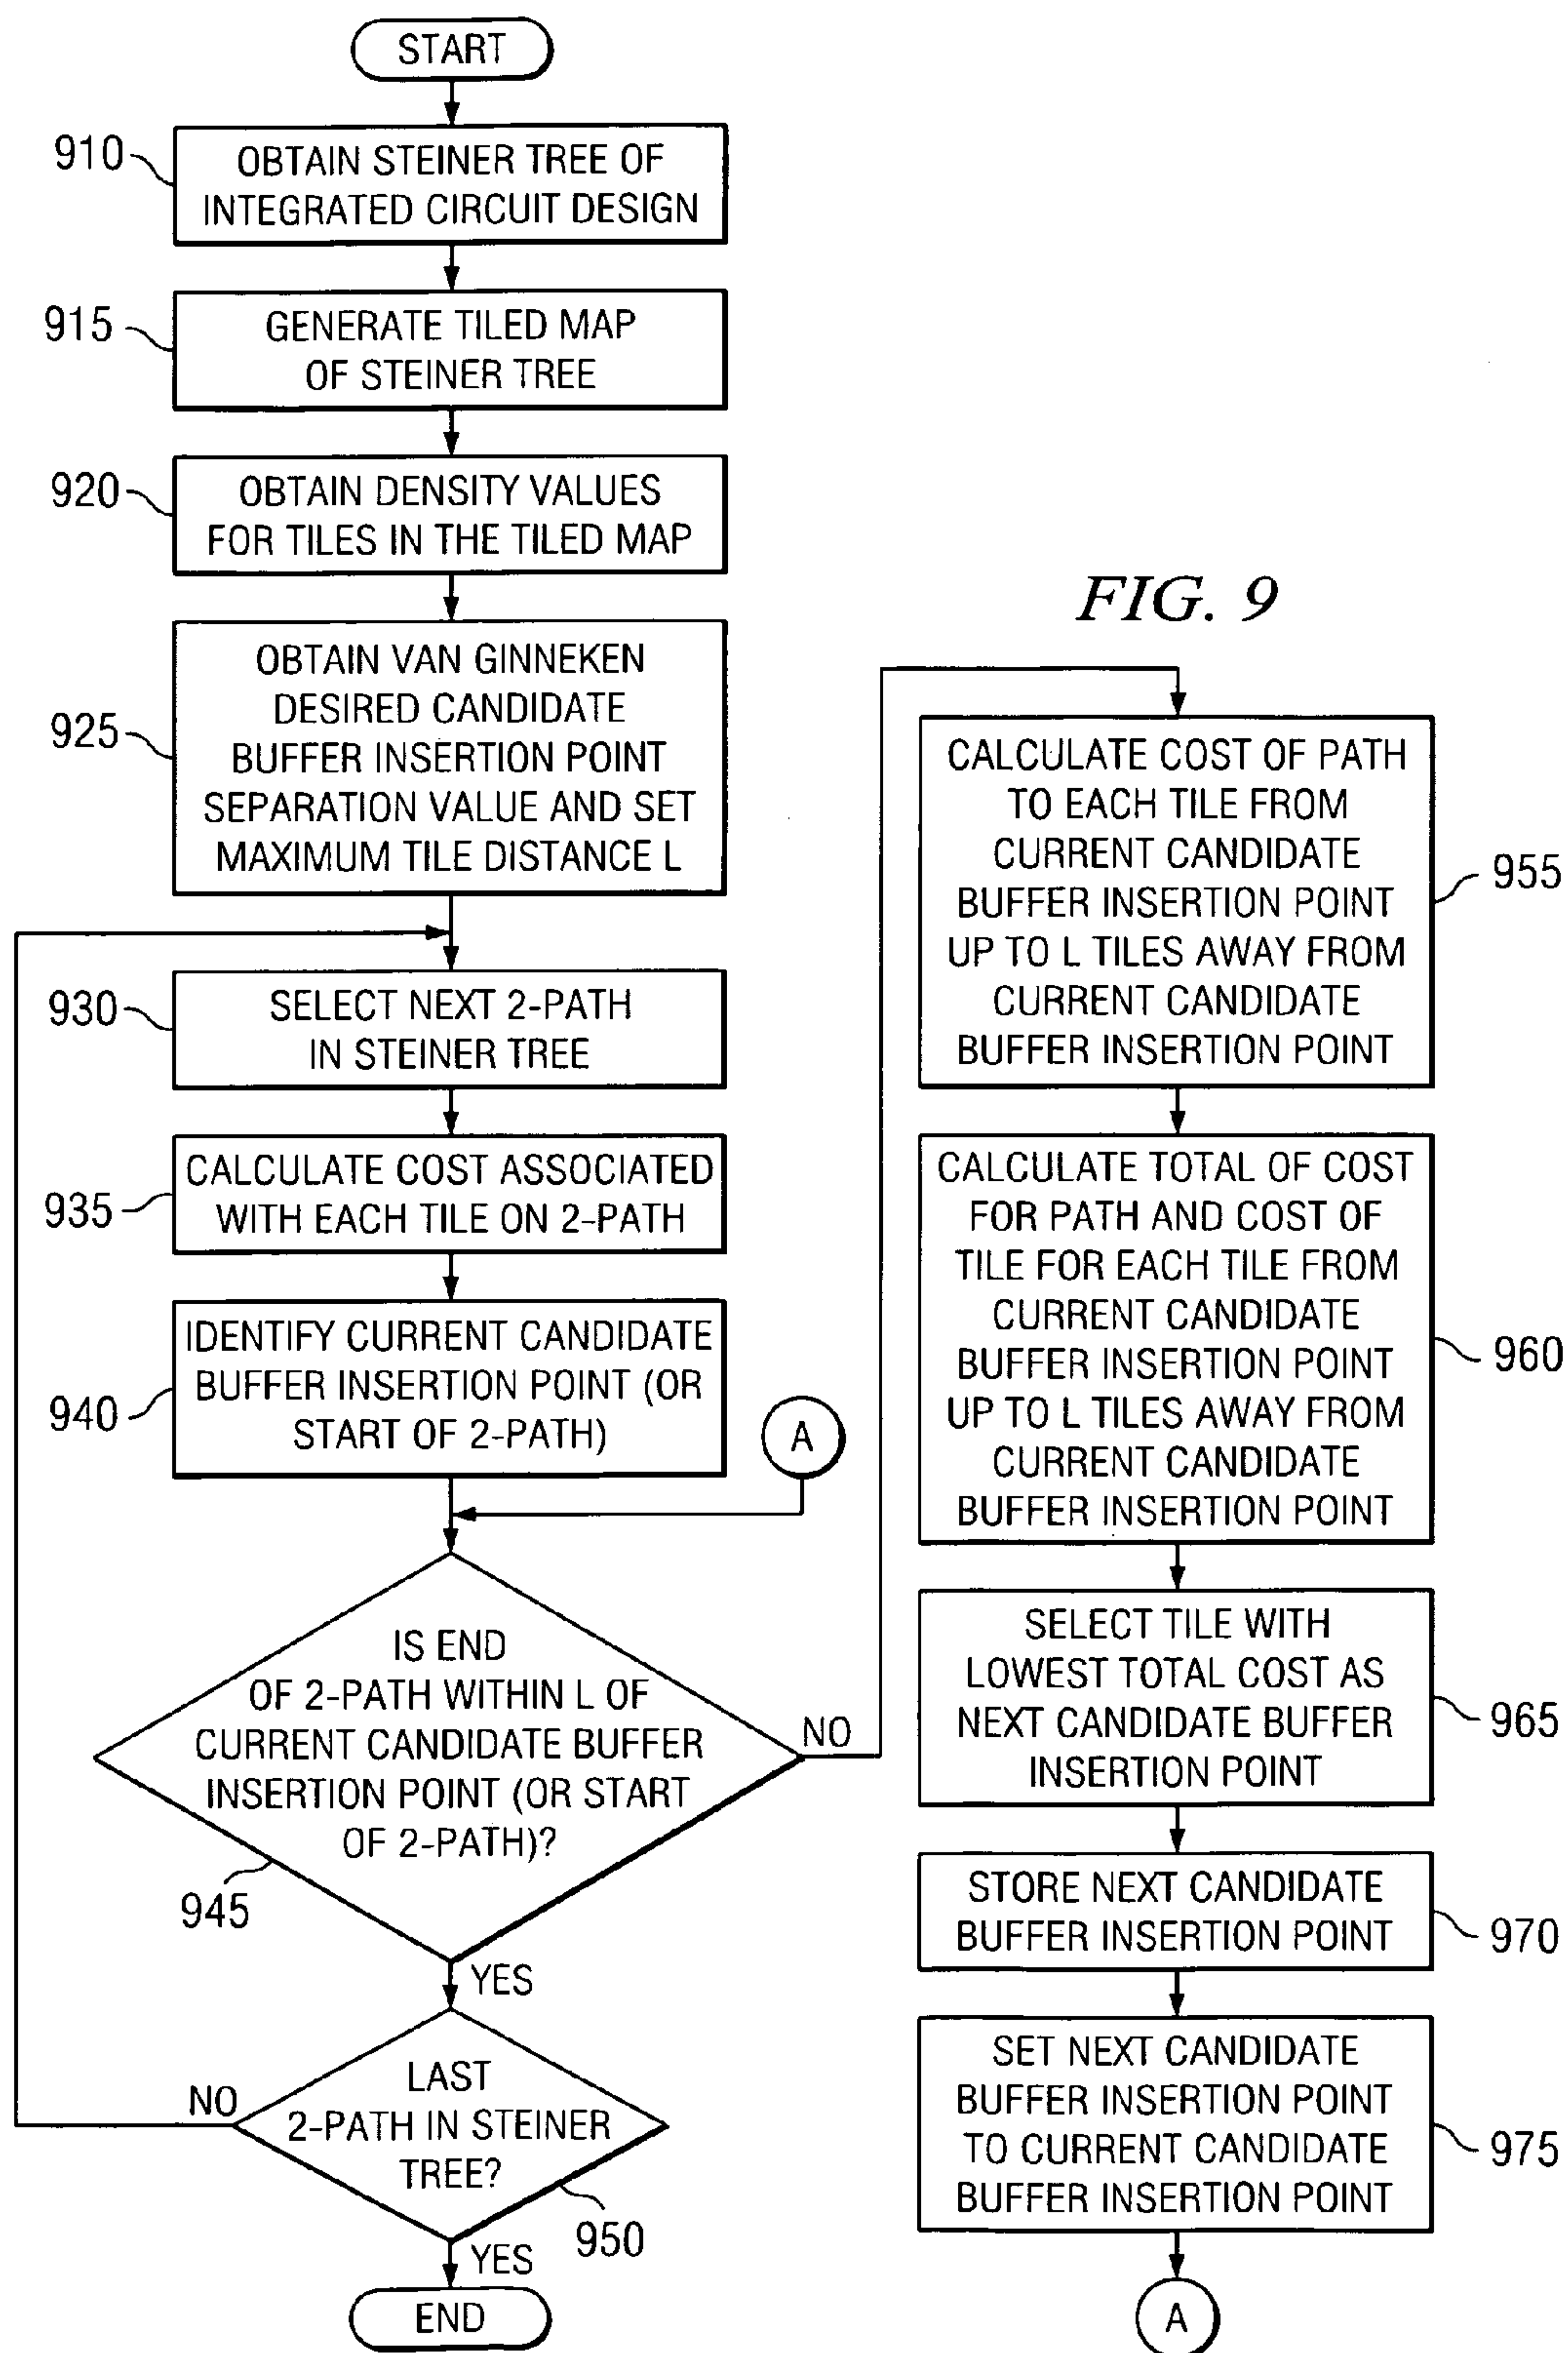 START
910
OBTAIN STEINER TREE OF
INTEGRATED CIRCUIT DESIGN
915
GENERATE TILED MAP
OF STEINER TREE
920
OBTAIN DENSITY VALUES
FOR TILES IN THE TILED MAP
925
OBTAIN VAN GINNEKEN
DESIRED CANDIDATE
BUFFER INSERTION POINT
SEPARATION VALUE AND SET
MAXIMUM TILE DISTANCE L
930
SELECT NEXT 2-PATH
IN STEINER TREE
935
CALCULATE COST ASSOCIATED
WITH EACH TILE ON 2-PATH
940
IDENTIFY CURRENT CANDIDATE
BUFFER INSERTION POINT (OR
START OF 2-PATH)
A
IS END
OF 2-PATH WITHIN L OF
CURRENT CANDIDATE BUFFER
INSERTION POINT (OR START
OF 2-PATH)?
945
NO
YES
LAST
2-PATH IN STEINER
TREE?
950
NO
YES
END
FIG. 9
CALCULATE COST OF PATH
TO EACH TILE FROM
CURRENT CANDIDATE
BUFFER INSERTION POINT
UP TO L TILES AWAY FROM
CURRENT CANDIDATE
BUFFER INSERTION POINT
955
CALCULATE TOTAL OF COST
FOR PATH AND COST OF
TILE FOR EACH TILE FROM
CURRENT CANDIDATE
BUFFER INSERTION POINT
UP TO L TILES AWAY FROM
CURRENT CANDIDATE
BUFFER INSERTION POINT
960
SELECT TILE WITH
LOWEST TOTAL COST AS
NEXT CANDIDATE BUFFER
INSERTION POINT
965
STORE NEXT CANDIDATE
BUFFER INSERTION POINT
970
SET NEXT CANDIDATE
BUFFER INSERTION POINT
TO CURRENT CANDIDATE
BUFFER INSERTION POINT
975
A